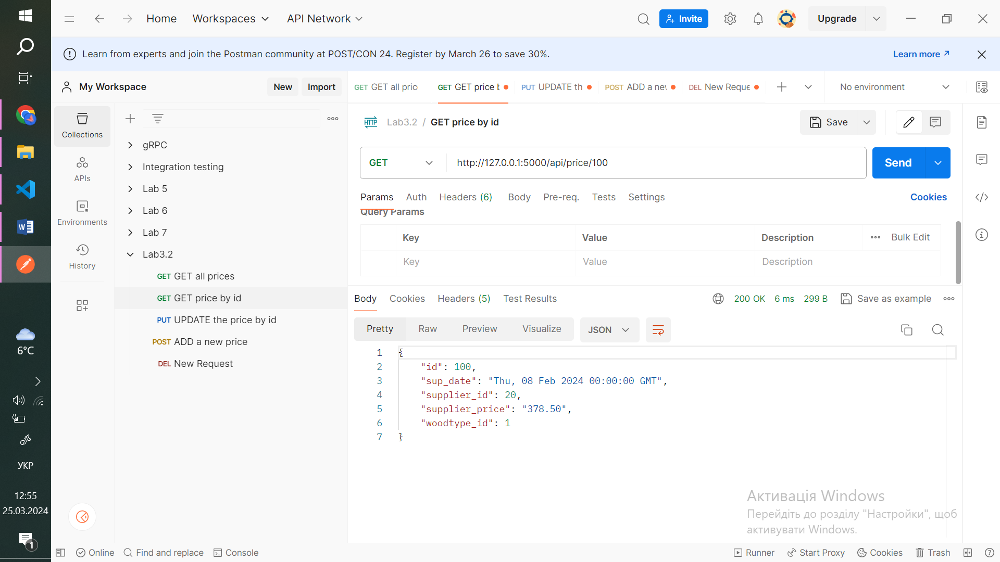 Home
Workspaces
API Network
Invite
Upgrade
Learn from experts and join the Postman community at POST/CON 24. Register by March 26 to save 30%.
Learn more
My Workspace
New
Import
GET GET all pric
GET GET price b
PUT UPDATE th
POST ADD a nev
DEL New Reque
No environment
Collections
APIs
Environments
History
gRPC
Integration testing
Lab 5
Lab 6
Lab 7
Lab3.2
GET GET all prices
GET GET price by id
PUT UPDATE the price by id
POST ADD a new price
DEL New Request
HTTP Lab3.2 / GET price by id
Save
GET
http://127.0.0.1:5000/api/price/100
Send
Params
Auth
Headers (6)
Body
Pre-req.
Tests
Settings
Cookies
Query Params
Key
Value
Description
Bulk Edit
Key
Value
Description
Body
Cookies
Headers (5)
Test Results
200 OK
6 ms
299 B
Save as example
Pretty
Raw
Preview
Visualize
JSON
1 {
2 "id": 100,
3 "sup_date": "Thu, 08 Feb 2024 00:00:00 GMT",
4 "supplier_id": 20,
5 "supplier_price": "378.50",
6 "woodtype_id": 1
7 }
Активація Windows
Перейдіть до розділу "Настройки", щоб
активувати Windows.
6°C
УКР
12:55
25.03.2024
1
Online
Find and replace
Console
Runner
Start Proxy
Cookies
Trash